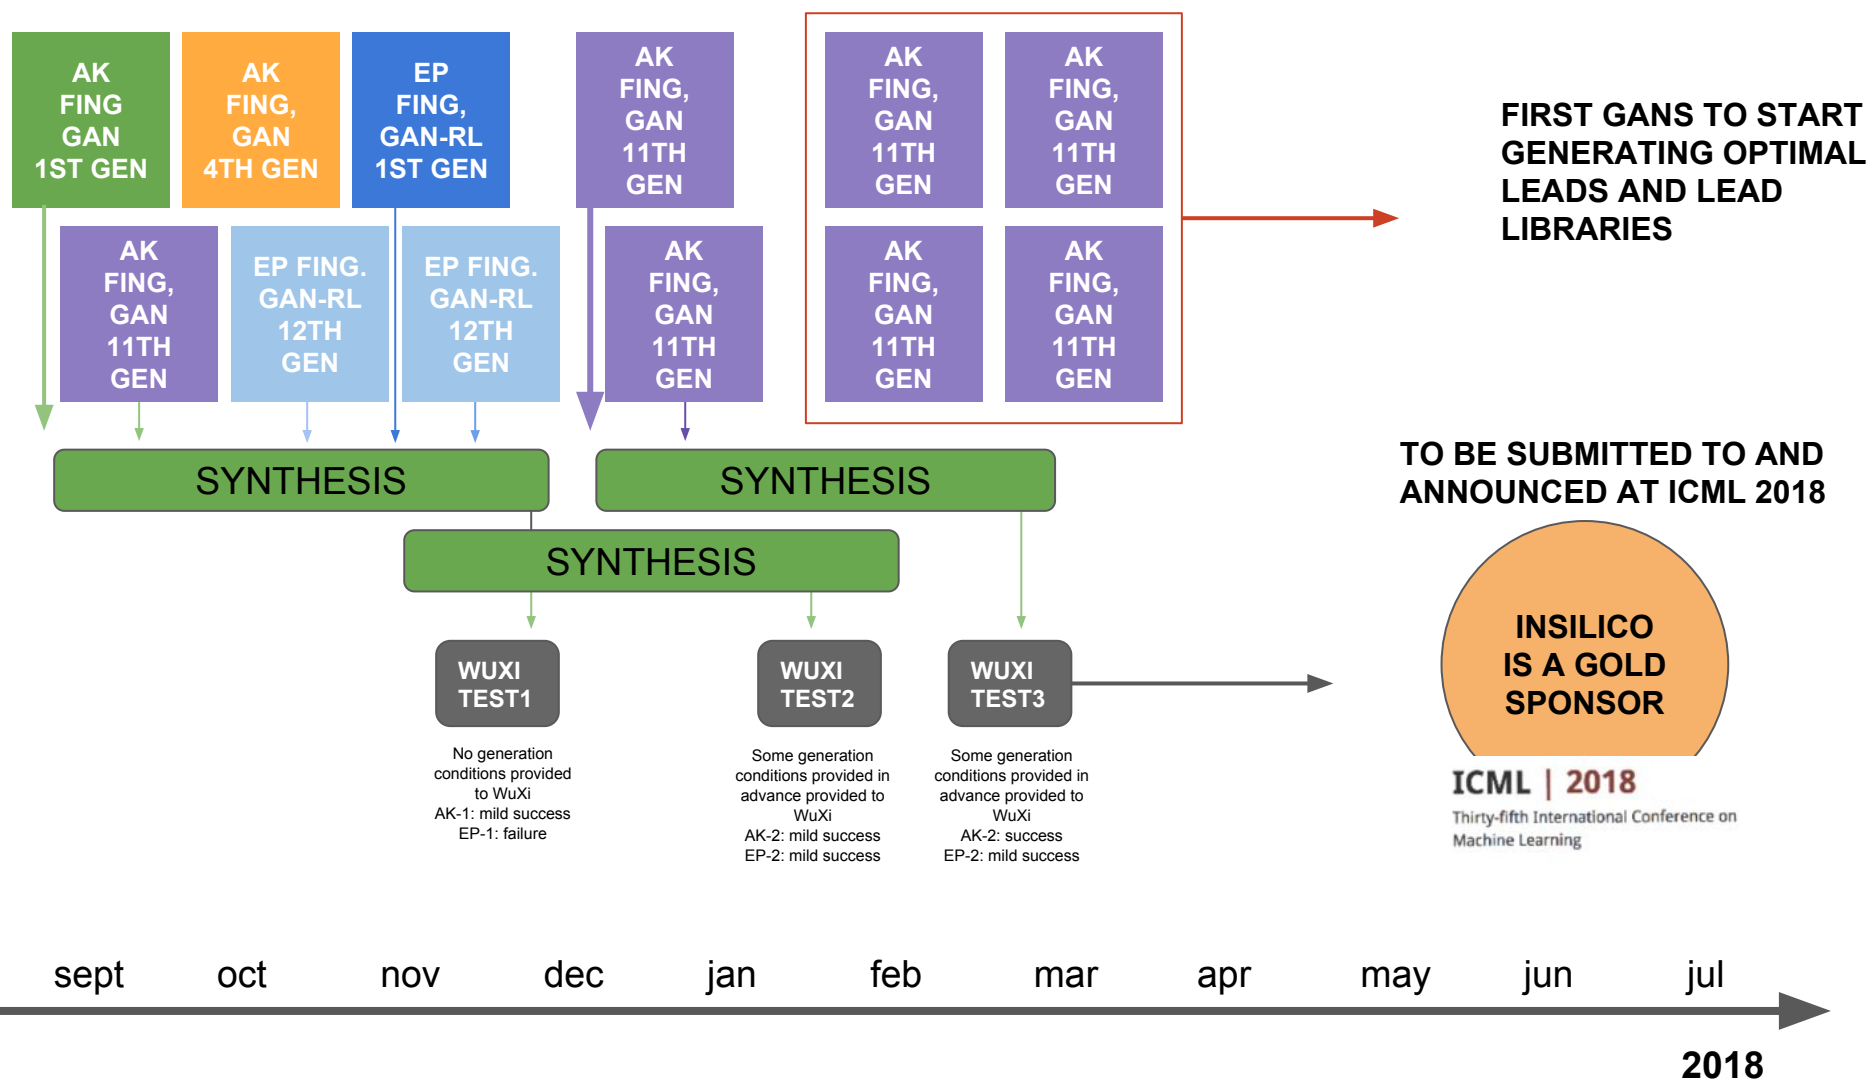 AK
FING
GAN
1ST GEN
AK
FING,
GAN
4TH GEN
EP
FING,
GAN-RL
1ST GEN
AK
FING,
GAN
11TH
GEN
AK
FING,
GAN
11TH
GEN
AK
FING,
GAN
11TH
GEN
FIRST GANS TO START
GENERATING OPTIMAL
LEADS AND LEAD
LIBRARIES
AK
FING,
GAN
11TH
GEN
EP FING.
GAN-RL
12TH
GEN
EP FING.
GAN-RL
12TH
GEN
AK
FING,
GAN
11TH
GEN
AK
FING,
GAN
11TH
GEN
AK
FING,
GAN
11TH
GEN
SYNTHESIS
SYNTHESIS
SYNTHESIS
TO BE SUBMITTED TO AND
ANNOUNCED AT ICML 2018
INSILICO
IS A GOLD
SPONSOR
ICML | 2018
Thirty-fifth International Conference on
Machine Learning
WUXI
TEST1
No generation
conditions provided
to WuXi
AK-1: mild success
EP-1: failure
WUXI
TEST2
Some generation
conditions provided in
advance provided to
WuXi
AK-2: mild success
EP-2: mild success
WUXI
TEST3
Some generation
conditions provided in
advance provided to
WuXi
AK-2: success
EP-2: mild success
sept oct nov dec jan feb mar apr may jun jul
2018